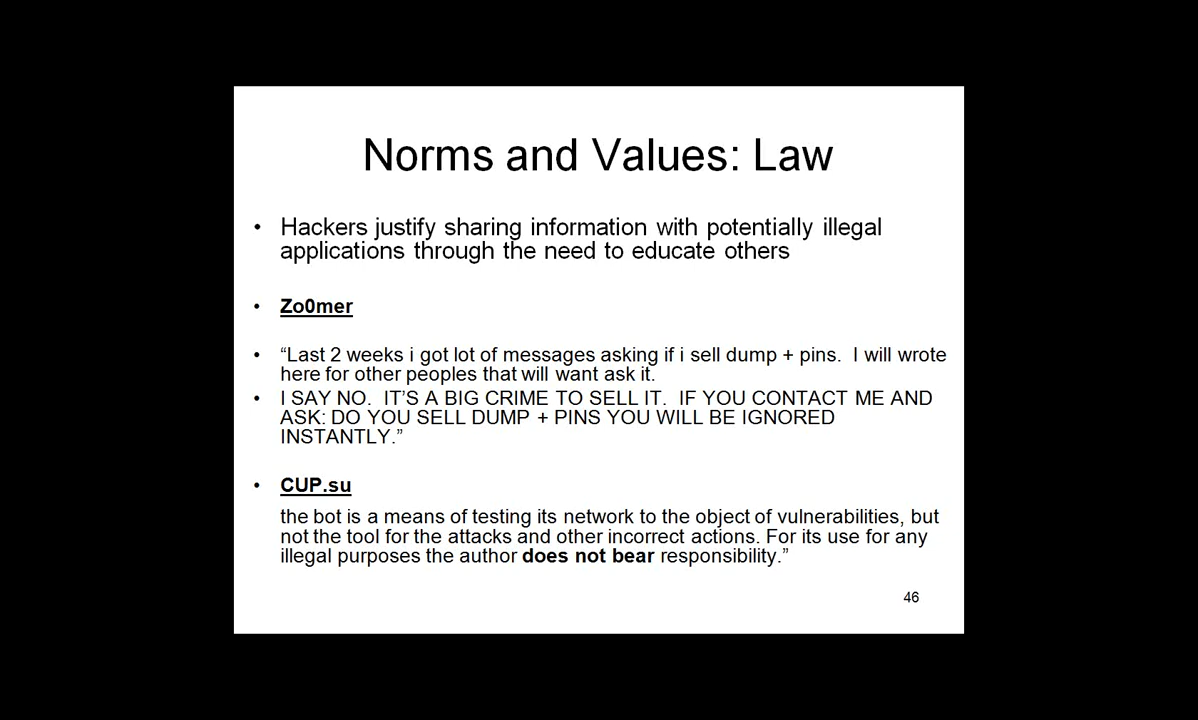 Norms and Values: Law
• Hackers justify sharing information with potentially illegal
applications through the need to educate others
• Zo0mer
• “Last 2 weeks i got lot of messages asking if i sell dump + pins.  I will wrote
here for other peoples that will want ask it.
• I SAY NO.  IT’S A BIG CRIME TO SELL IT.  IF YOU CONTACT ME AND
ASK: DO YOU SELL DUMP + PINS YOU WILL BE IGNORED
INSTANTLY.”
• CUP.su
the bot is a means of testing its network to the object of vulnerabilities, but
not the tool for the attacks and other incorrect actions. For its use for any
illegal purposes the author does not bear responsibility.”
46